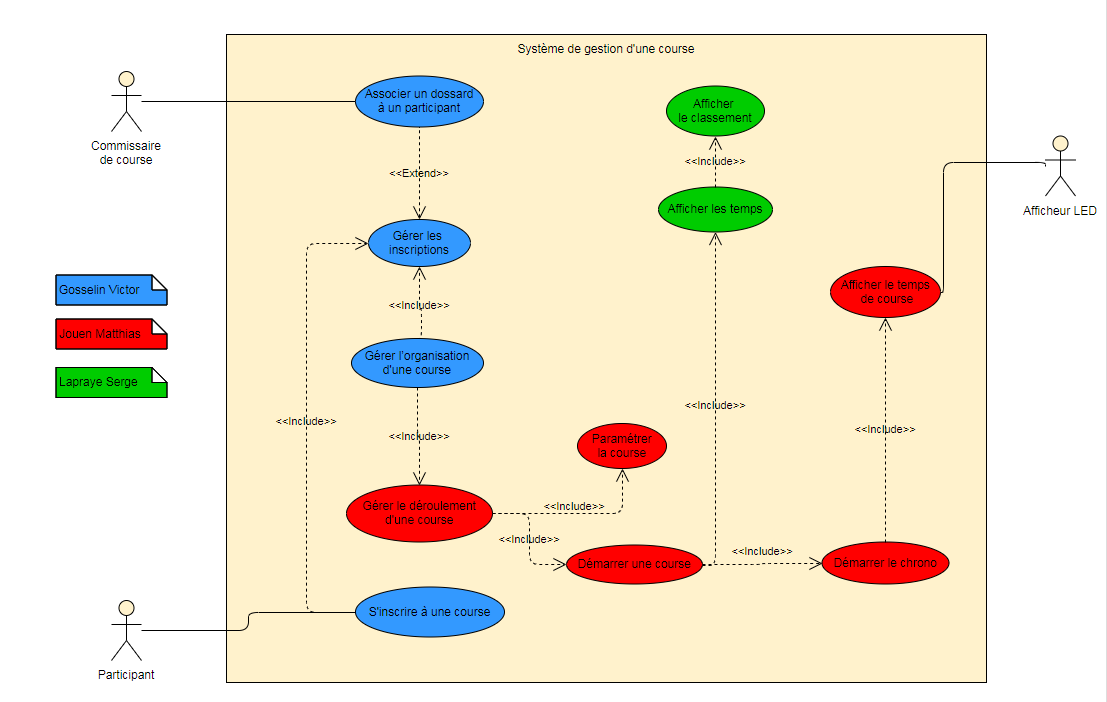 Système de gestion d'une course
Commissaire
de course
Associer un dossard
à un participant
<<Extend>>
Gérer les
inscriptions
<<Include>>
Gérer l'organisation
d'une course
<<Include>>
<<Include>>
Gérer le déroulement
d'une course
S'inscrire à une course
Participant
Gosselin Victor
Jouen Matthias
Lapraye Serge
Afficher
le classement
<<Include>>
Afficher les temps
<<Include>>
Paramétrer
la course
<<Include>>
<<Include>>
Démarrer une course
<<Include>>
Démarrer le chrono
<<Include>>
Afficher le temps
de course
Afficheur LED